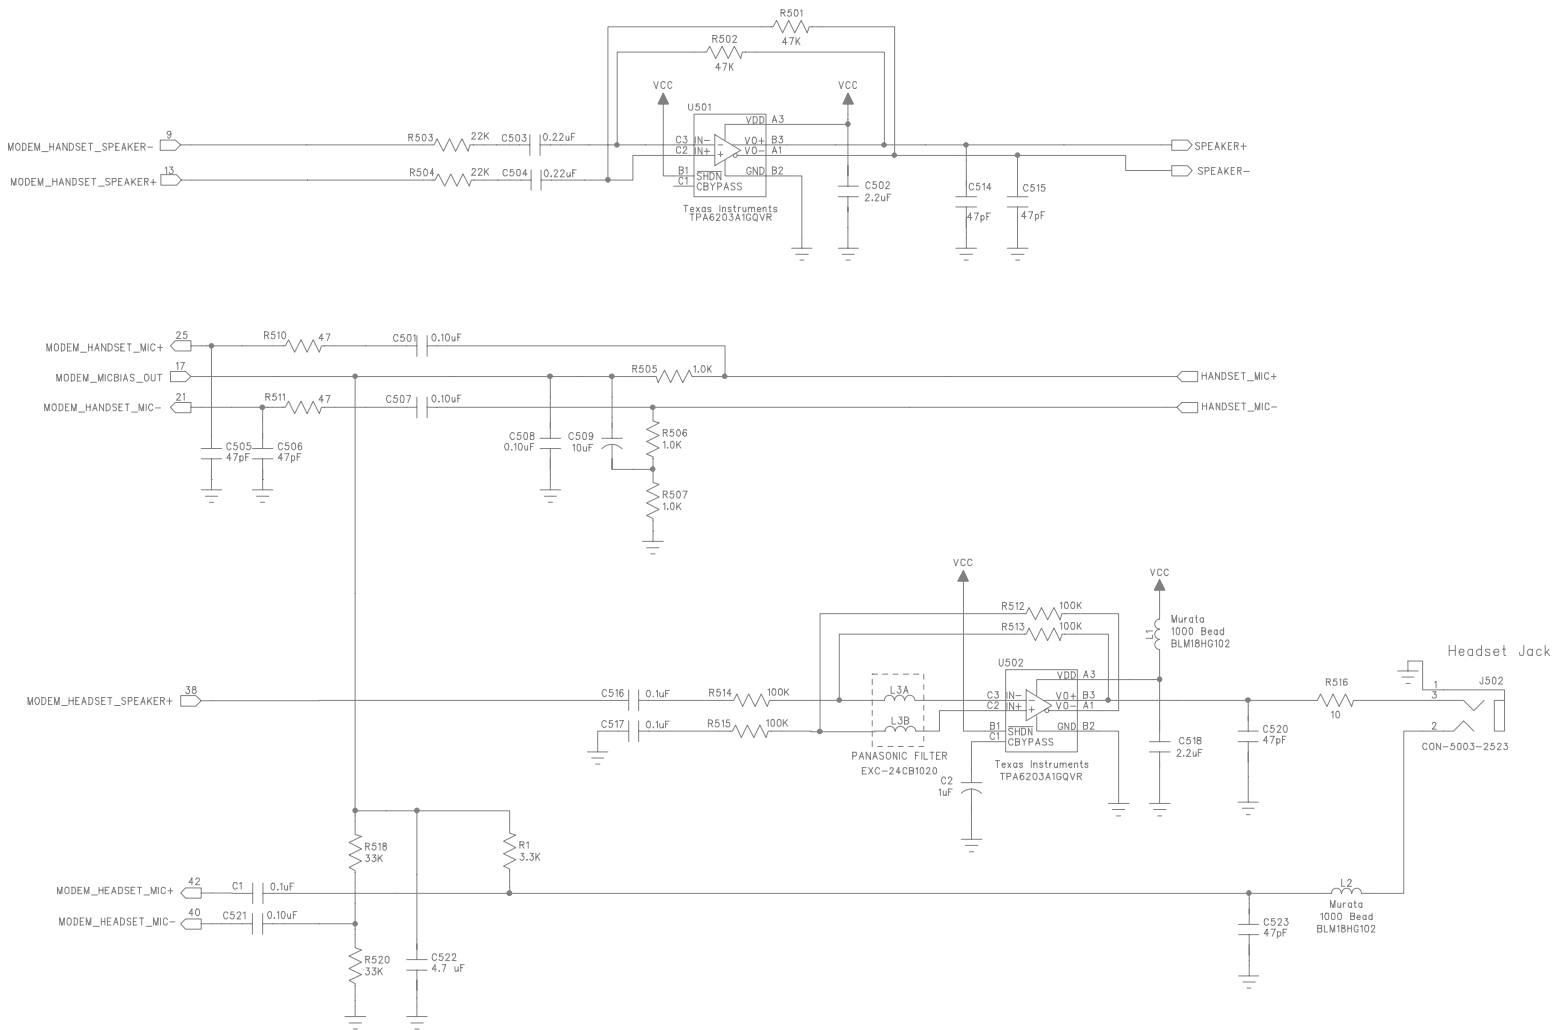 R501
47K
R502
47K
VCC
VCC
U501
VDD A3
9
MODEM_HANDSET_SPEAKER-
R503 22K
C503 0.22uF
C3 IN-
C2 IN+
VO+ B3
VO- A1
SPEAKER+
13
MODEM_HANDSET_SPEAKER+
R504 22K
C504 0.22uF
B1 SHDN
C1 CBYPASS
GND B2
SPEAKER-
C502
2.2uF
C514
47pF
C515
47pF
Texas Instruments
TPA6203A1GQVR
25
MODEM_HANDSET_MIC+
R510 47
C501 0.10uF
17
MODEM_MICBIAS_OUT
R505 1.0K
HANDSET_MIC+
21
MODEM_HANDSET_MIC-
R511 47
C507 0.10uF
HANDSET_MIC-
C505
47pF
C506
47pF
C508
0.10uF
C509
10uF
R506
1.0K
R507
1.0K
VCC
VCC
R512 100K
R513 100K
L1
Murata
1000 Bead
BLM18HG102
Headset Jack
U502
VDD A3
38
MODEM_HEADSET_SPEAKER+
C516 0.1uF
R514 100K
L3A
C3 IN-
C2 IN+
VO+ B3
VO- A1
R516
10
1
3
J502
C517 0.1uF
R515 100K
L3B
B1 SHDN
C1 CBYPASS
GND B2
2
CON-5003-2523
PANASONIC FILTER
EXC-24CB1020
Texas Instruments
TPA6203A1GQVR
C518
2.2uF
C520
47pF
C2
1uF
R518
33K
R1
3.3K
42
MODEM_HEADSET_MIC+
C1 0.1uF
L2
Murata
1000 Bead
BLM18HG102
40
MODEM_HEADSET_MIC-
C521 0.10uF
C523
47pF
R520
33K
C522
4.7 uF